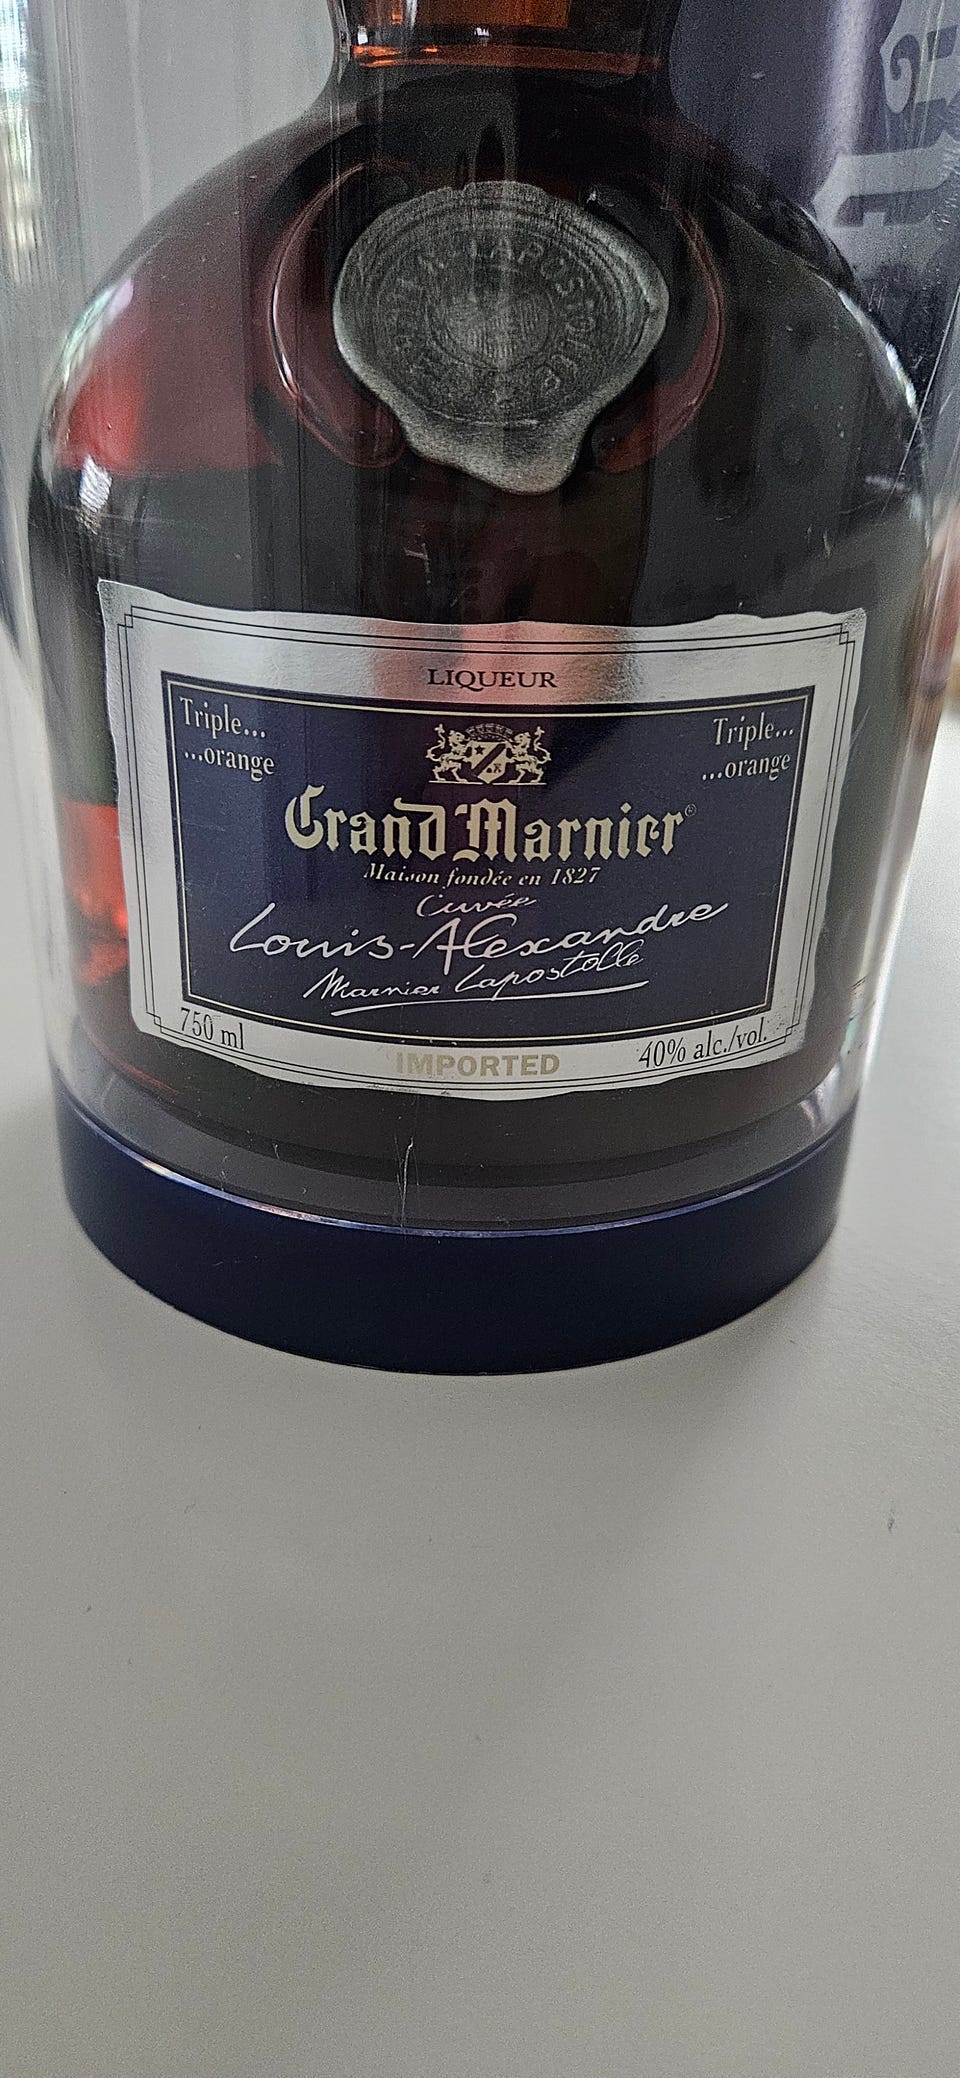 LAPOSTOLLE
LIQUEUR
Triple...
...orange
Triple...
...orange
Grand Marnier®
Maison fondée en 1827
Cuvée
Louis-Alexandre
Marnier Lapostolle
750 ml
IMPORTED
40% alc./vol.